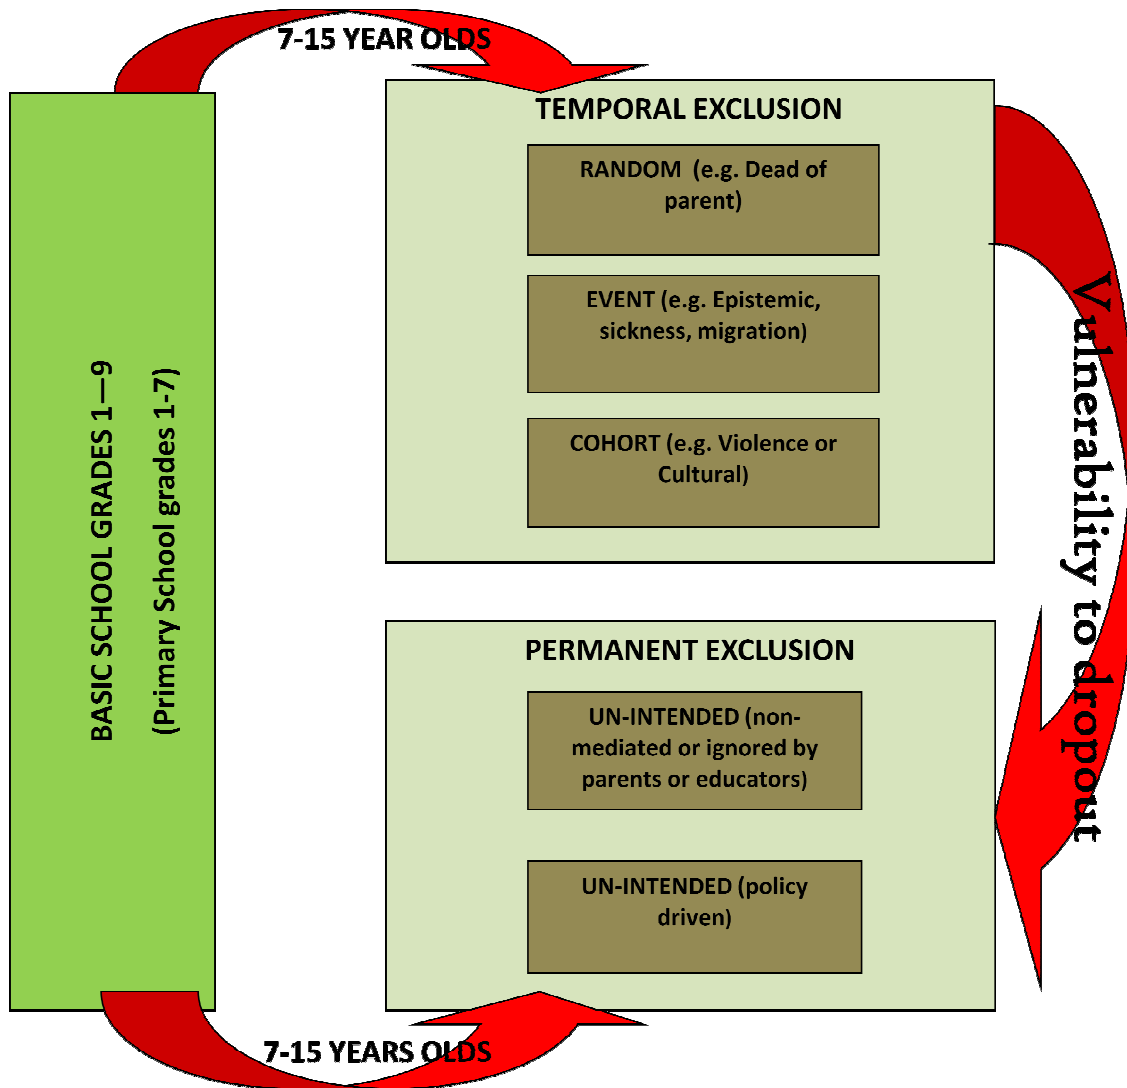 7-15 YEAR OLDS
TEMPORAL EXCLUSION
RANDOM (e.g. Dead of
parent)
EVENT (e.g. Epistemic,
sickness, migration)
COHORT (e.g. Violence or
Cultural)
BASIC SCHOOL GRADES 1—9
(Primary School grades 1-7)
Vulnerability to dropout
PERMANENT EXCLUSION
UN-INTENDED (non-
mediated or ignored by
parents or educators)
UN-INTENDED (policy
driven)
7-15 YEARS OLDS